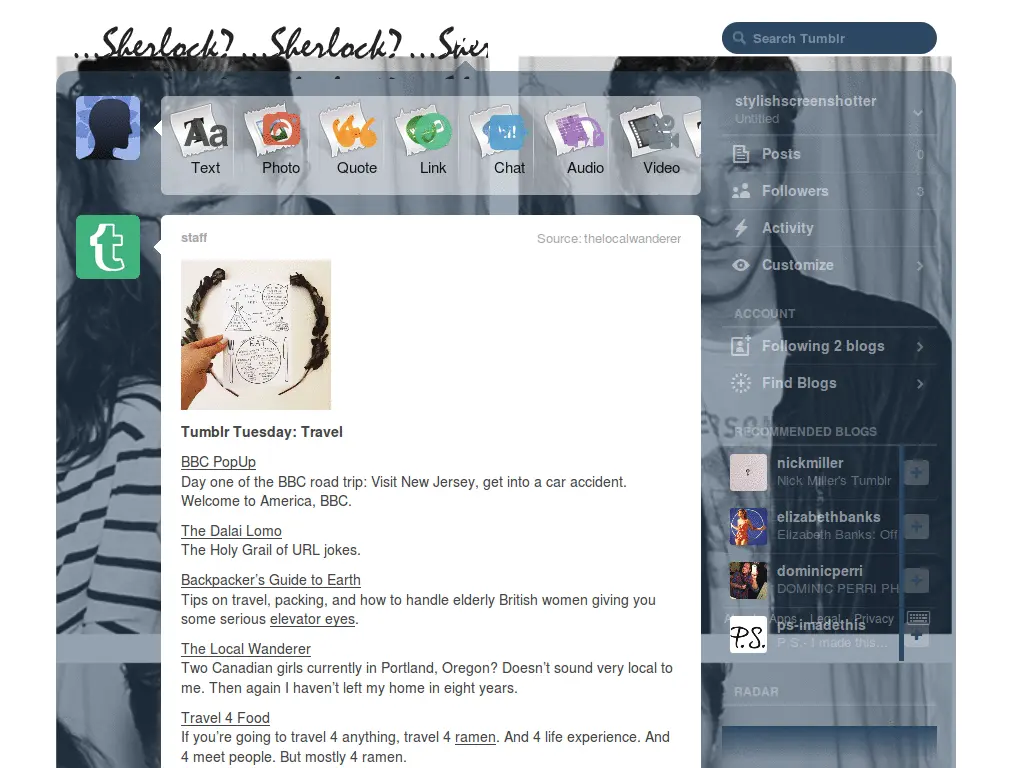 ...Sherlock? ...Sherlock? ...
Search Tumblr
stylishscreenshotter
Untitled
Text Photo Quote Link Chat Audio Video
Posts 0
Followers 3
Activity
Customize
ACCOUNT
Following 2 blogs
Find Blogs
RECOMMENDED BLOGS
nickmiller
Nick Miller's Tumblr
elizabethbanks
Elizabeth Banks: Off
dominicperri
DOMINIC PERRI PH
Apps Legal Privacy
ps-imadethis
P.S.- I made this...
RADAR
staff
Source: thelocalwanderer
EAT
Tumblr Tuesday: Travel
BBC PopUp
Day one of the BBC road trip: Visit New Jersey, get into a car accident.
Welcome to America, BBC.
The Dalai Lomo
The Holy Grail of URL jokes.
Backpacker’s Guide to Earth
Tips on travel, packing, and how to handle elderly British women giving you
some serious elevator eyes.
The Local Wanderer
Two Canadian girls currently in Portland, Oregon? Doesn’t sound very local to
me. Then again I haven’t left my home in eight years.
Travel 4 Food
If you’re going to travel 4 anything, travel 4 ramen. And 4 life experience. And
4 meet people. But mostly 4 ramen.